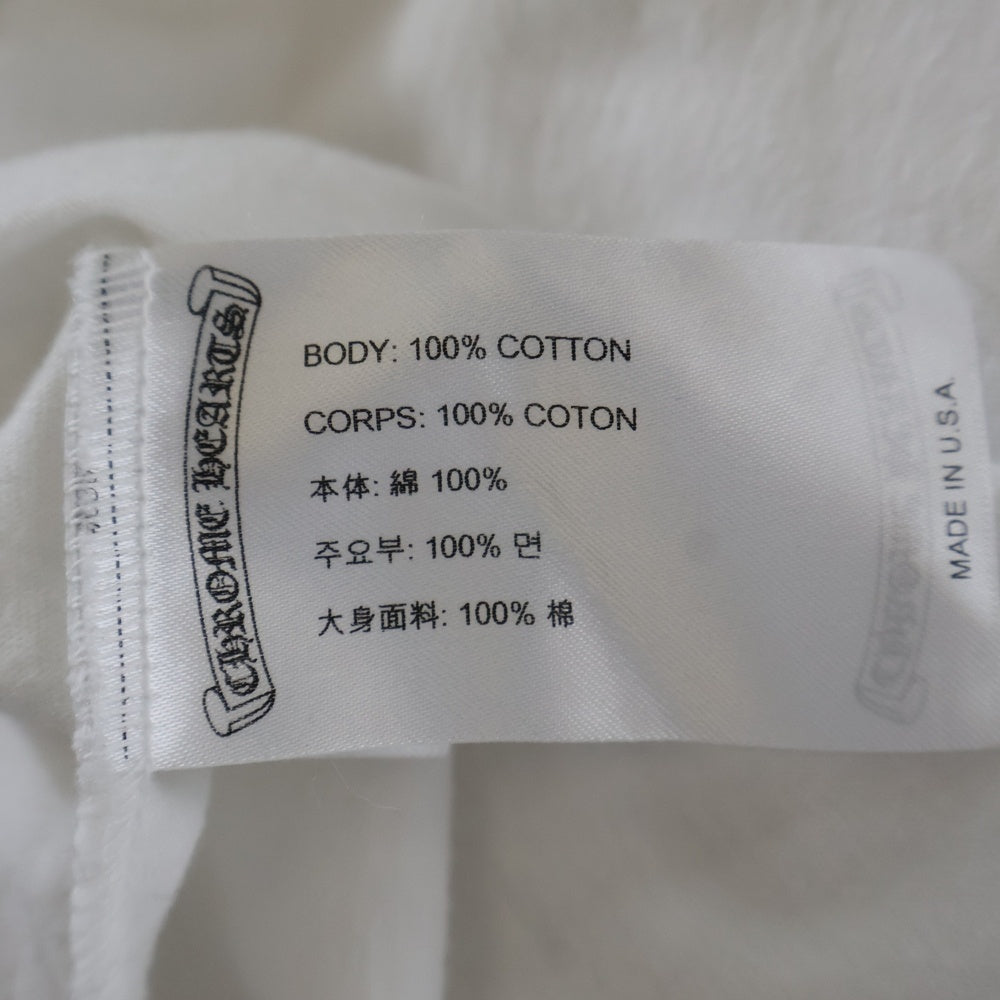 CHROME HEARTS
BODY: 100% COTTON
CORPS: 100% COTON
本体: 綿 100%
주요부: 100% 면
大身面料: 100% 棉
MADE IN U.S.A.